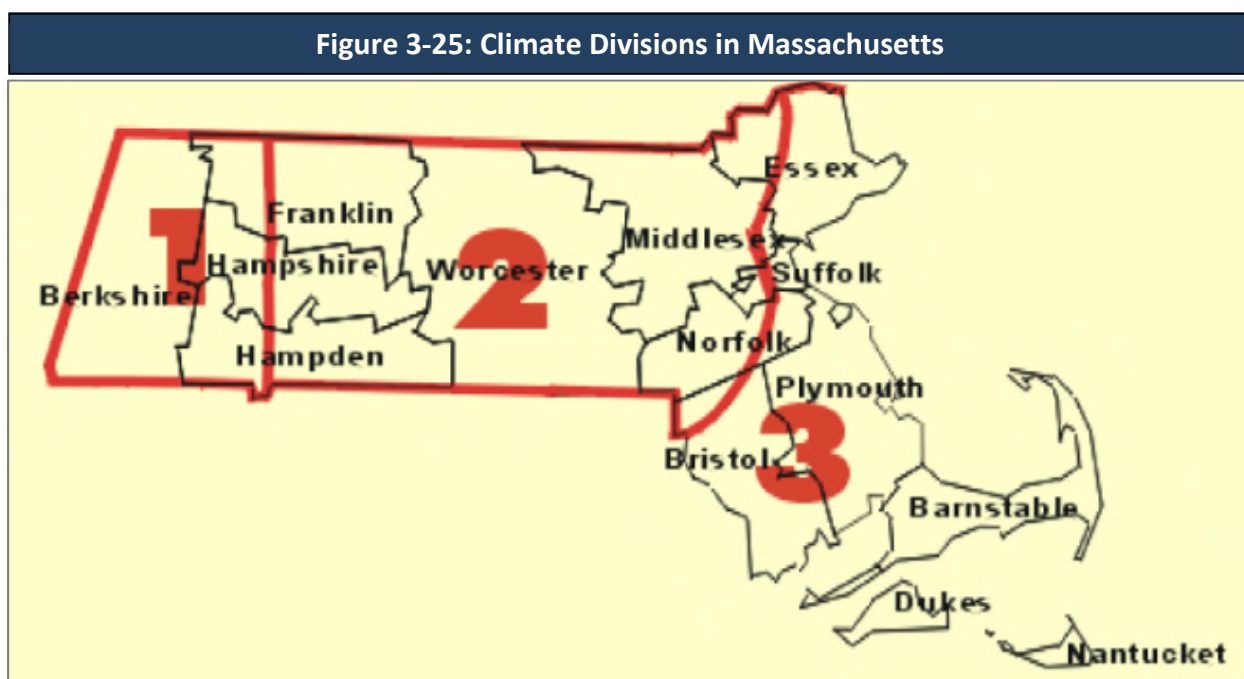 Figure 3-25: Climate Divisions in Massachusetts
Essex
Franklin
1
Middlesex
2
Hampshire
Worcester
Suffolk
Berkshire
Norfolk
Hampden
Plymouth
3
Bristol
Barnstable
Dukes
Nantucket